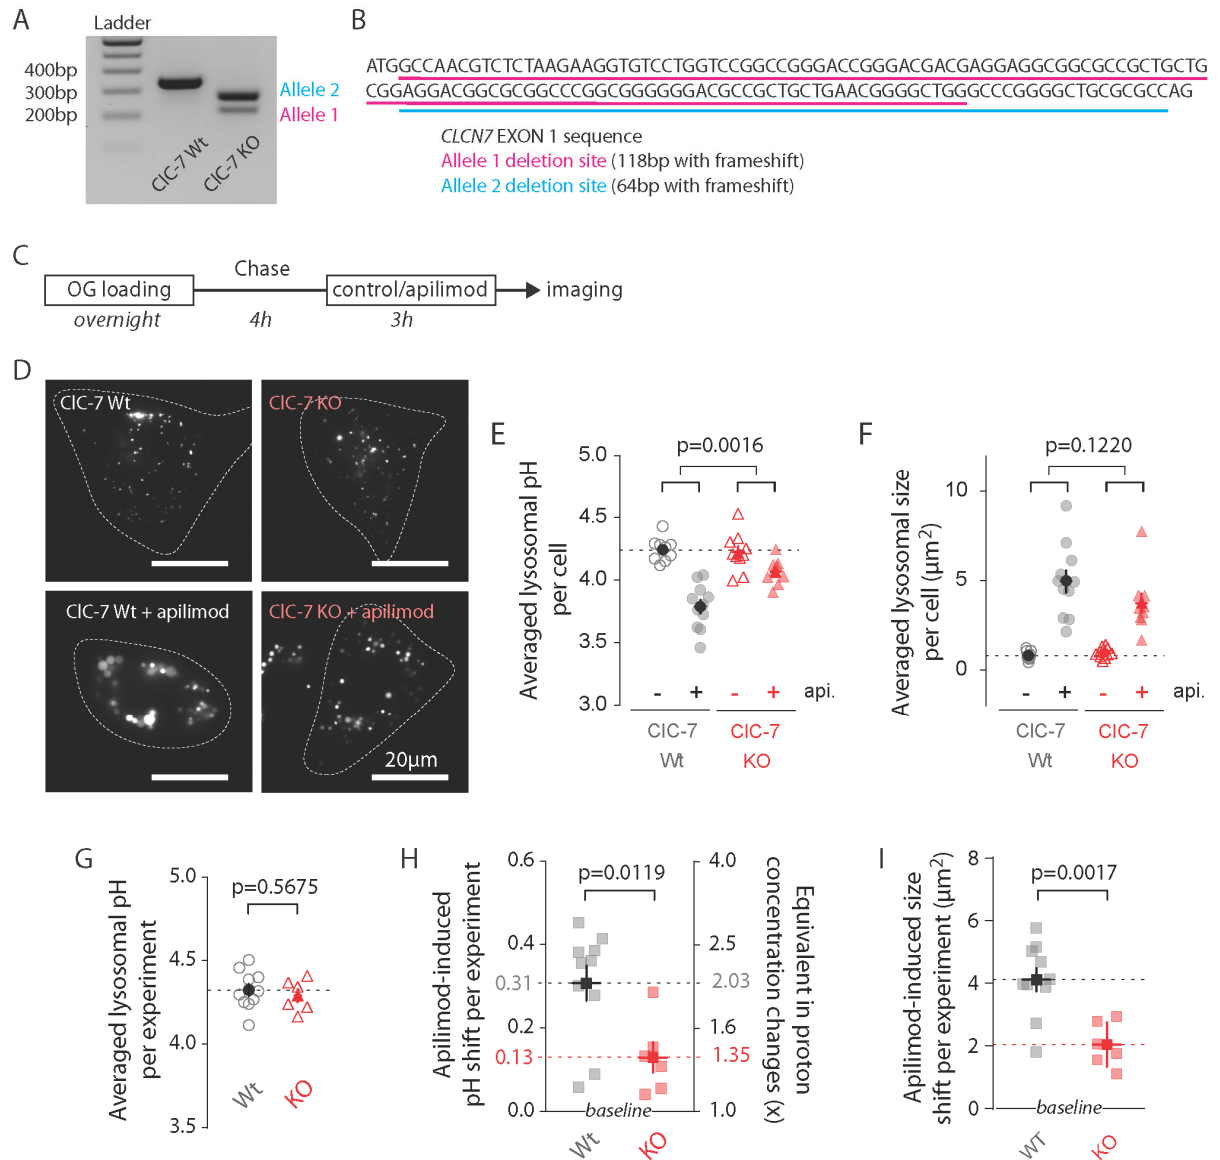 A
Ladder
400bp
300bp
200bp
Allele 2
Allele 1
ClC-7 Wt
ClC-7 KO
B
ATGGCCAACGTCTCTAAGAAGGTGTCCTGGTCCGGCCGGGACCGGGACGACGAGGAGGCGGCGCCGCTGCTG
CGGAGGACGGCGCGGCCCGGCGGGGGGACGCCGCTGCTGAACGGGGCTGGGCCCGGGGCTGCGCGCCAG
CLCN7 EXON 1 sequence
Allele 1 deletion site (118bp with frameshift)
Allele 2 deletion site (64bp with frameshift)
C
OG loading
overnight
Chase
4h
control/apilimod
3h
imaging
D
ClC-7 Wt
ClC-7 KO
ClC-7 Wt + apilimod
ClC-7 KO + apilimod
20µm
E
Averaged lysosomal pH
per cell
p=0.0016
5.0
4.5
4.0
3.5
3.0
- + - + api.
ClC-7
Wt
ClC-7
KO
F
Averaged lysosomal size
per cell (µm²)
p=0.1220
10
5
0
- + - + api.
ClC-7
Wt
ClC-7
KO
G
Averaged lysosomal pH
per experiment
p=0.5675
5.0
4.5
4.0
3.5
Wt
KO
H
Apilimod-induced
pH shift per experiment
p=0.0119
0.6
0.4
0.31
0.2
0.13
0.0
4.0
2.5
2.03
1.6
1.35
1.0
Equivalent in proton
concentration changes (x)
baseline
Wt
KO
I
Apilimod-induced size
shift per experiment (µm²)
p=0.0017
8
6
4
2
0
baseline
WT
KO